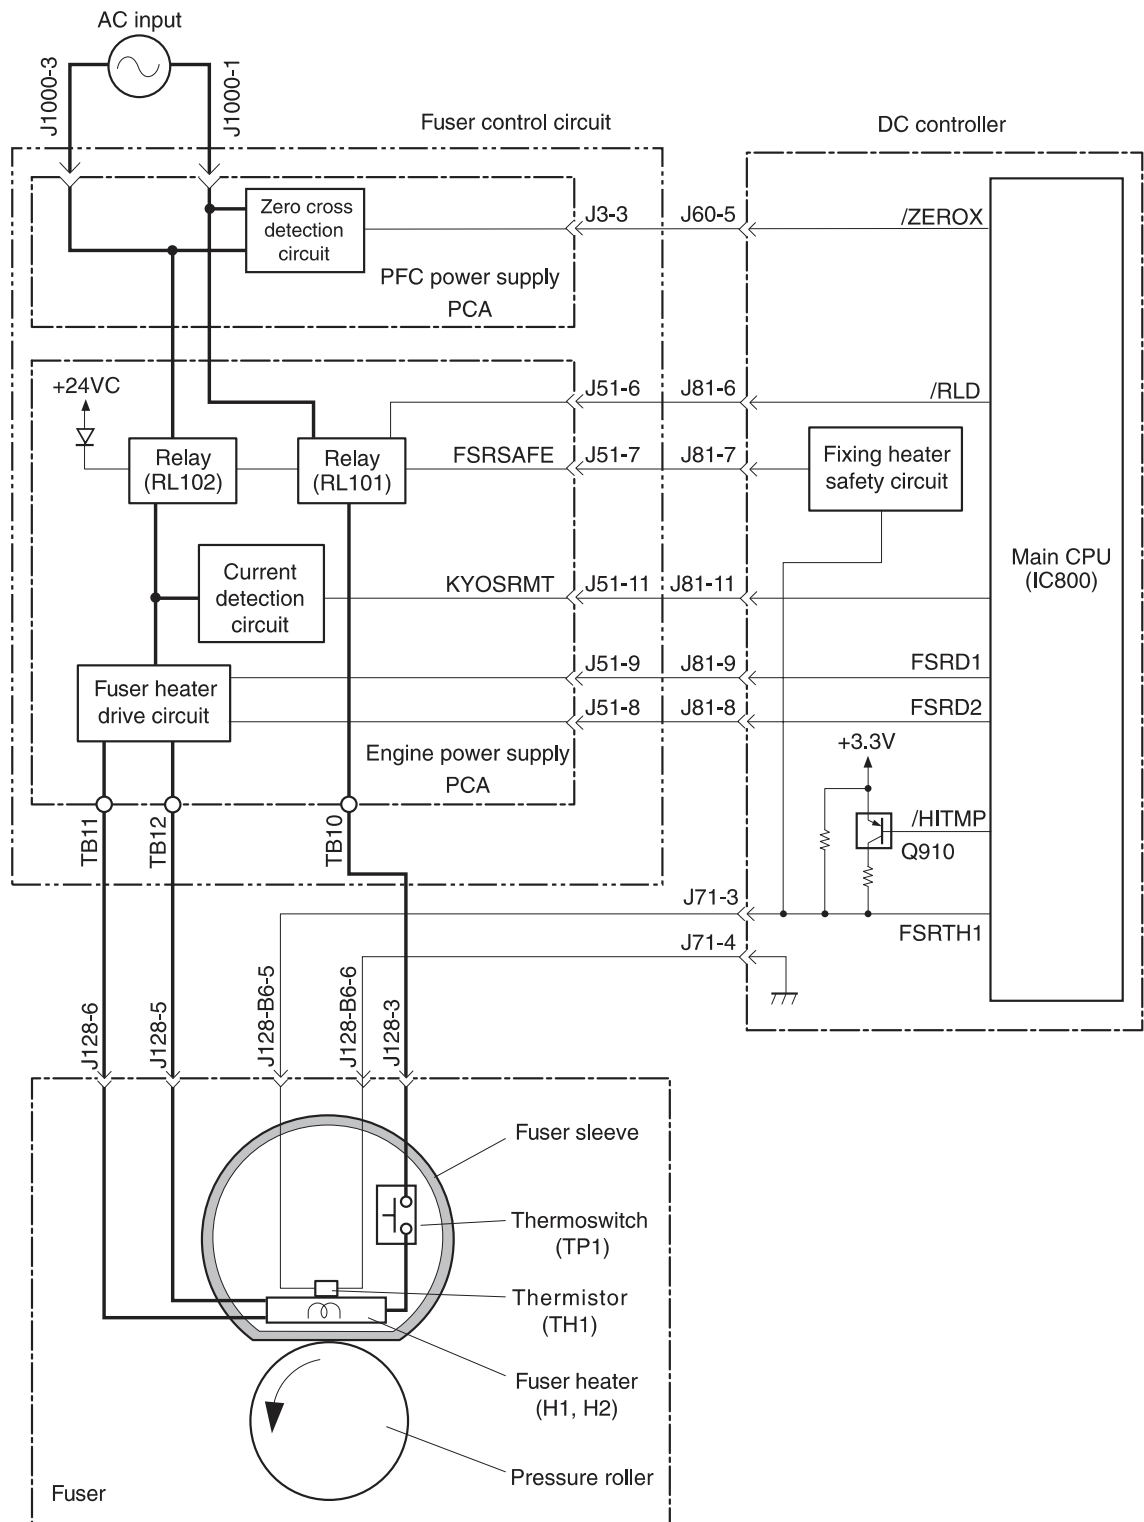 AC input
J1000-3
J1000-1
Fuser control circuit
DC controller
Zero cross
detection
circuit
J3-3
J60-5
/ZEROX
PFC power supply
PCA
+24VC
J51-6
J81-6
/RLD
Relay
(RL102)
Relay
(RL101)
FSRSAFE
J51-7
J81-7
Fixing heater
safety circuit
Main CPU
(IC800)
Current
detection
circuit
KYOSRMT
J51-11
J81-11
J51-9
J81-9
FSRD1
Fuser heater
drive circuit
J51-8
J81-8
FSRD2
Engine power supply
PCA
+3.3V
/HITMP
Q910
TB11
TB12
TB10
J71-3
FSRTH1
J71-4
J128-6
J128-5
J128-B6-5
J128-B6-6
J128-3
Fuser sleeve
Thermoswitch
(TP1)
Thermistor
(TH1)
Fuser heater
(H1, H2)
Pressure roller
Fuser